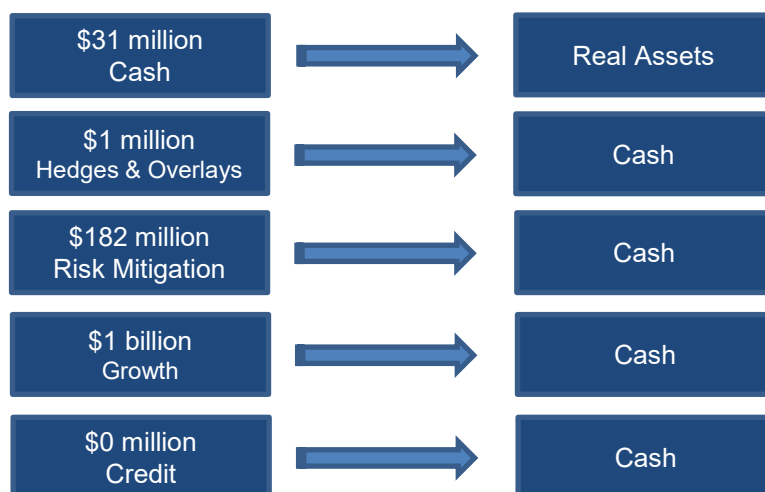 $31 million
Cash
Real Assets
$1 million
Hedges & Overlays
Cash
$182 million
Risk Mitigation
Cash
$1 billion
Growth
Cash
$0 million
Credit
Cash